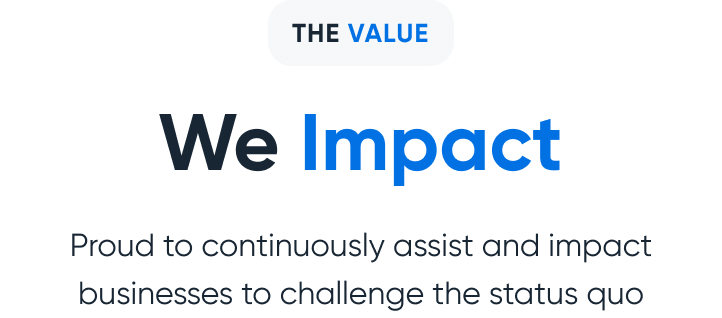 THE VALUE
We Impact
Proud to continuously assist and impact
businesses to challenge the status quo